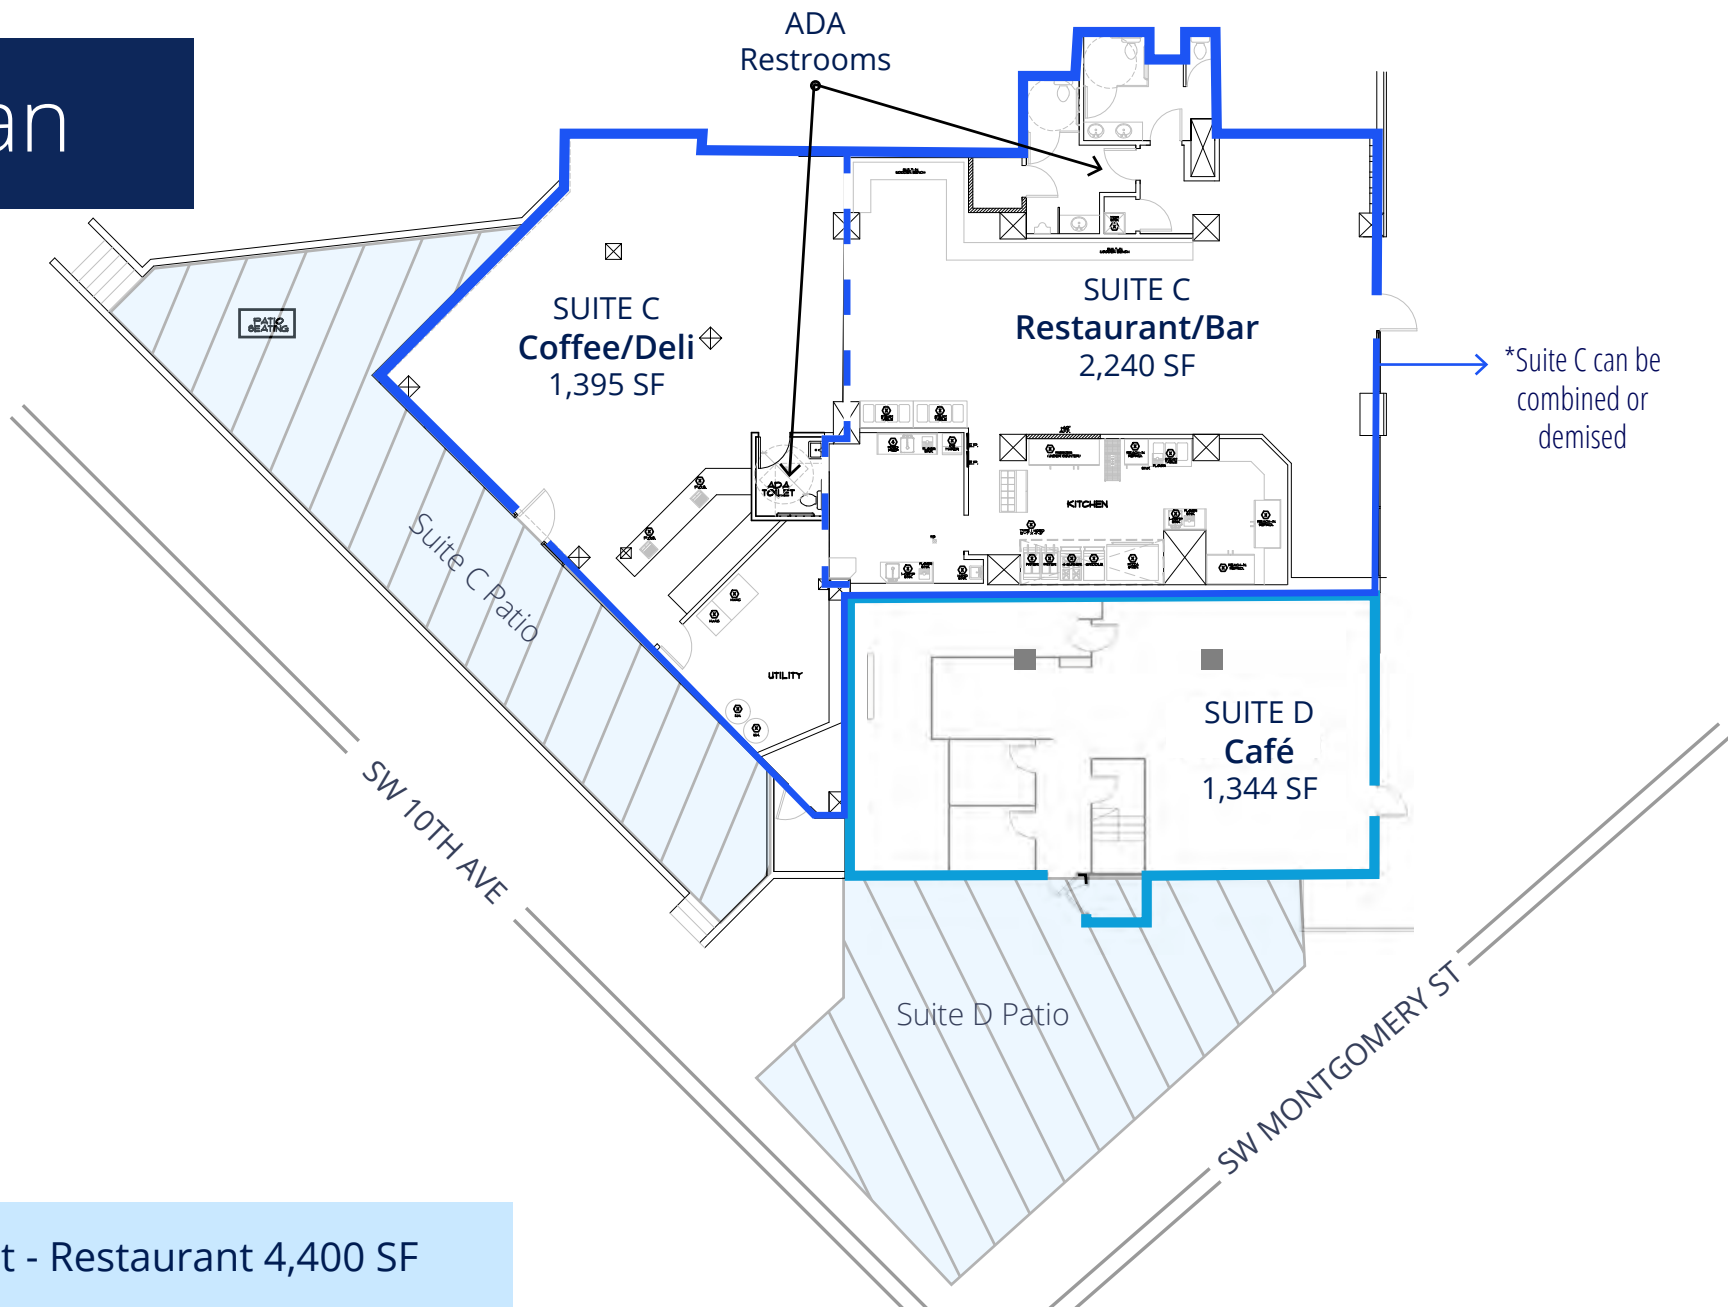 an
ADA
Restrooms
SUITE C
Coffee/Deli
1,395 SF
SUITE C
Restaurant/Bar
2,240 SF
*Suite C can be
combined or
demised
PATIO
SEATING
ADA
TOILET
KITCHEN
Suite C Patio
UTILITY
SUITE D
Café
1,344 SF
SW 10TH AVE
Suite D Patio
SW MONTGOMERY ST
t - Restaurant 4,400 SF